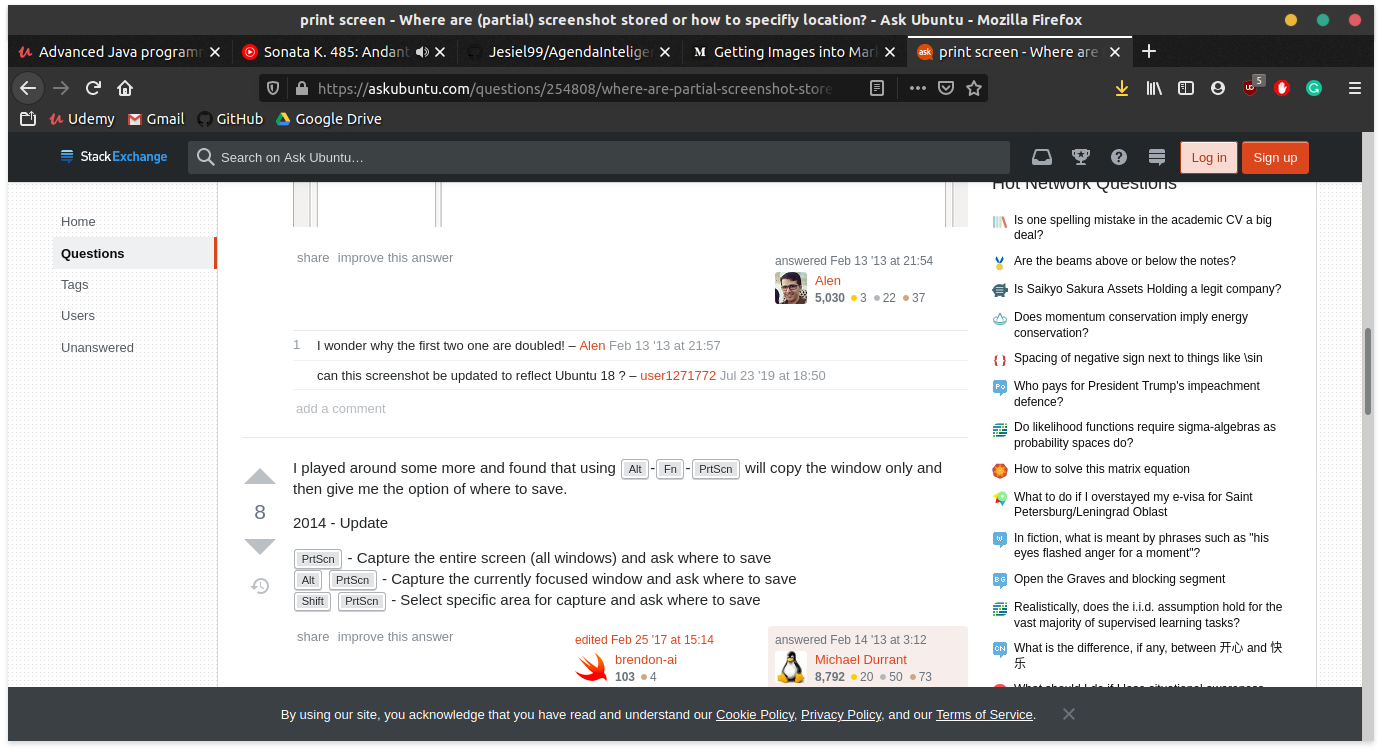 print screen - Where are (partial) screenshot stored or how to specifiy location? - Ask Ubuntu - Mozilla Firefox
Advanced Java programm
Sonata K. 485: Andant
Jesiel99/AgendaInteliger
Getting Images into Mar
print screen - Where are
https://askubuntu.com/questions/254808/where-are-partial-screenshot-store
5
Udemy
Gmail
GitHub
Google Drive
StackExchange
Search on Ask Ubuntu…
Log in
Sign up
Home
Questions
Tags
Users
Unanswered
share improve this answer
answered Feb 13 '13 at 21:54
Alen
5,030 3 22 37
1 I wonder why the first two one are doubled! – Alen Feb 13 '13 at 21:57
can this screenshot be updated to reflect Ubuntu 18 ? – user1271772 Jul 23 '19 at 18:50
add a comment
8
I played around some more and found that using Alt-Fn-PrtScn will copy the window only and
then give me the option of where to save.
2014 - Update
PrtScn - Capture the entire screen (all windows) and ask where to save
Alt PrtScn - Capture the currently focused window and ask where to save
Shift PrtScn - Select specific area for capture and ask where to save
share improve this answer
edited Feb 25 '17 at 15:14
brendon-ai
103 4
answered Feb 14 '13 at 3:12
Michael Durrant
8,792 20 50 73
Hot Network Questions
Is one spelling mistake in the academic CV a big
deal?
Are the beams above or below the notes?
Is Saikyo Sakura Assets Holding a legit company?
Does momentum conservation imply energy
conservation?
Spacing of negative sign next to things like \sin
Who pays for President Trump's impeachment
defence?
Do likelihood functions require sigma-algebras as
probability spaces do?
How to solve this matrix equation
What to do if I overstayed my e-visa for Saint
Petersburg/Leningrad Oblast
In fiction, what is meant by phrases such as "his
eyes flashed anger for a moment"?
Open the Graves and blocking segment
Realistically, does the i.i.d. assumption hold for the
vast majority of supervised learning tasks?
What is the difference, if any, between 开心 and 快
乐
What should I do if I lose situational awareness
By using our site, you acknowledge that you have read and understand our Cookie Policy, Privacy Policy, and our Terms of Service.